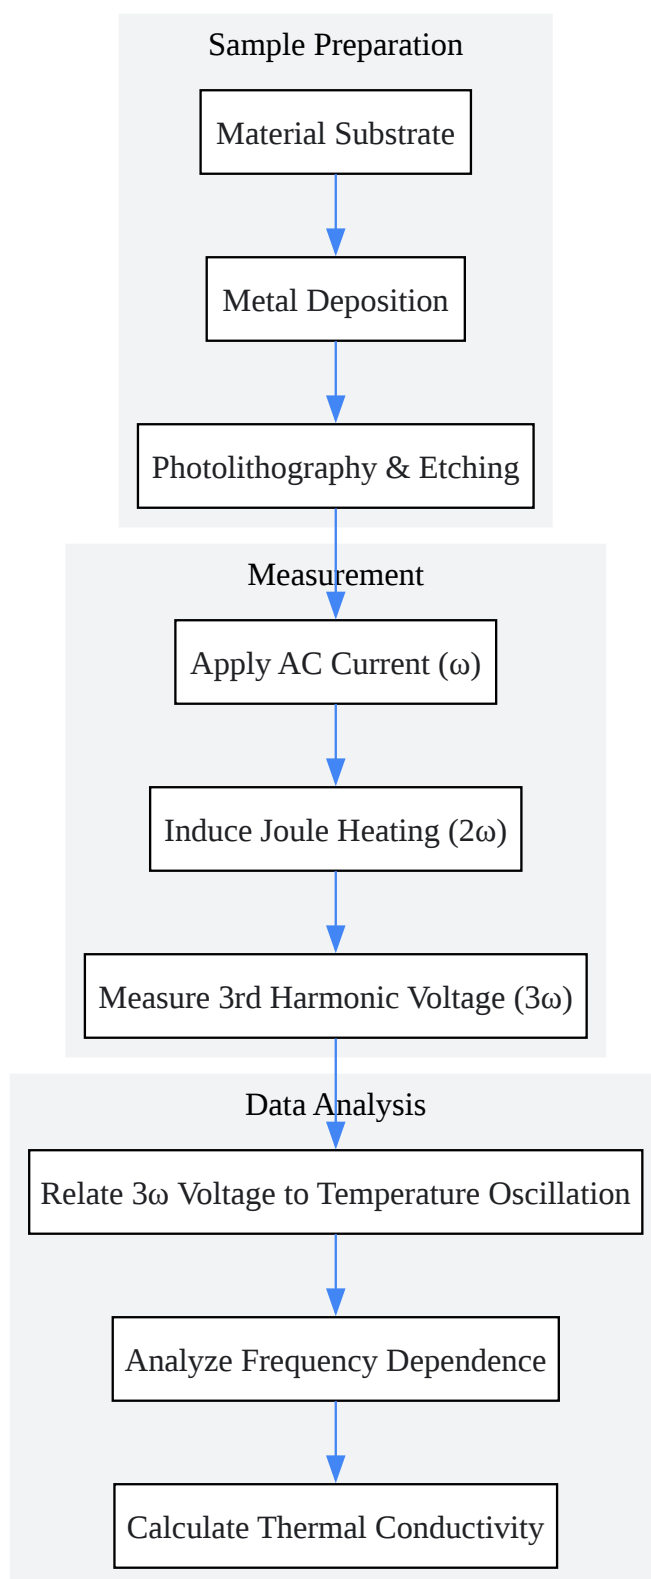 Sample Preparation
Material Substrate
Metal Deposition
Photolithography & Etching
Measurement
Apply AC Current (ω)
Induce Joule Heating (2ω)
Measure 3rd Harmonic Voltage (3ω)
Data Analysis
Relate 3ω Voltage to Temperature Oscillation
Analyze Frequency Dependence
Calculate Thermal Conductivity